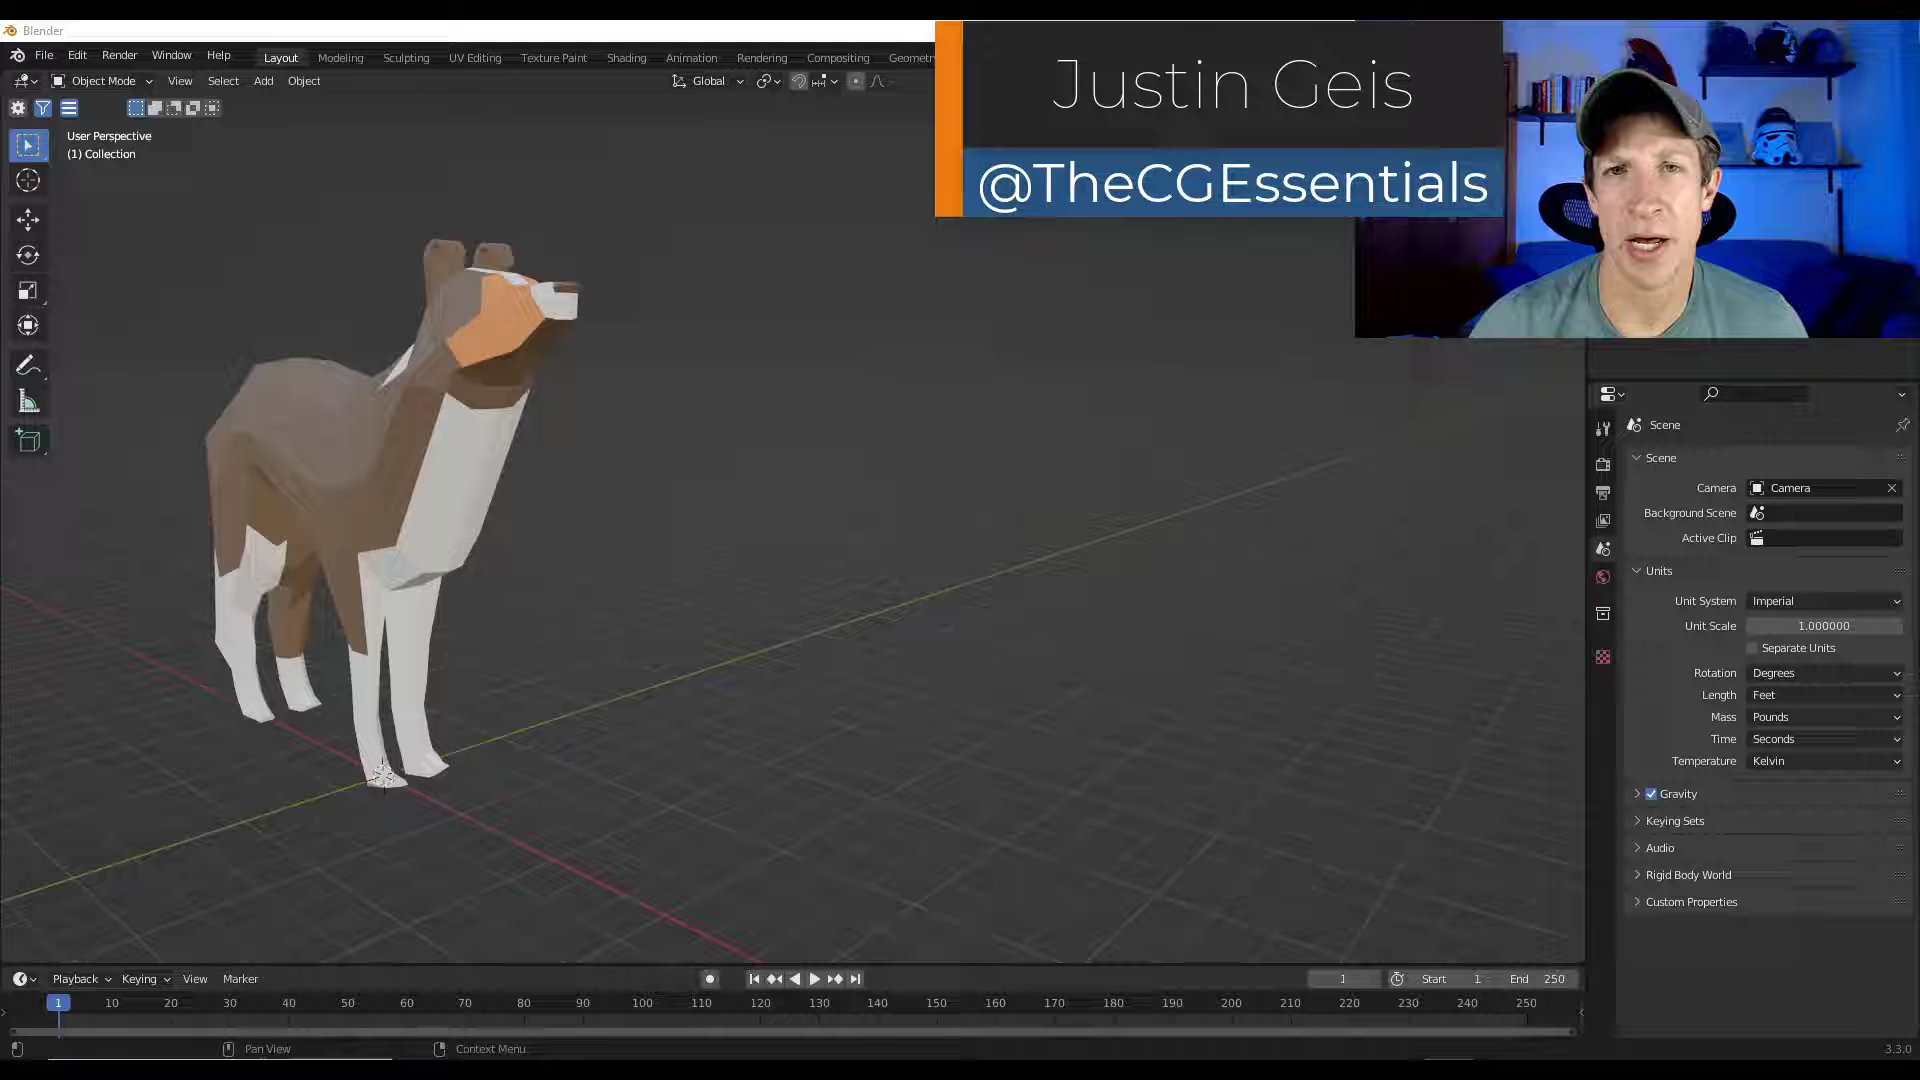 Blender
File Edit Render Window Help Layout Modeling Sculpting UV Editing Texture Paint Shading Animation Rendering Compositing Geometry
Object Mode View Select Add Object Global
User Perspective
(1) Collection
Justin Geis
@TheCGEssentials
Scene
Scene
Camera Camera
Background Scene
Active Clip
Units
Unit System Imperial
Unit Scale 1.000000
Separate Units
Rotation Degrees
Length Feet
Mass Pounds
Time Seconds
Temperature Kelvin
Gravity
Keying Sets
Audio
Rigid Body World
Custom Properties
Playback Keying View Marker 1 Start 1 End 250
1 10 20 30 40 50 60 70 80 90 100 110 120 130 140 150 160 170 180 190 200 210 220 230 240 250
Pan View Context Menu 3.3.0